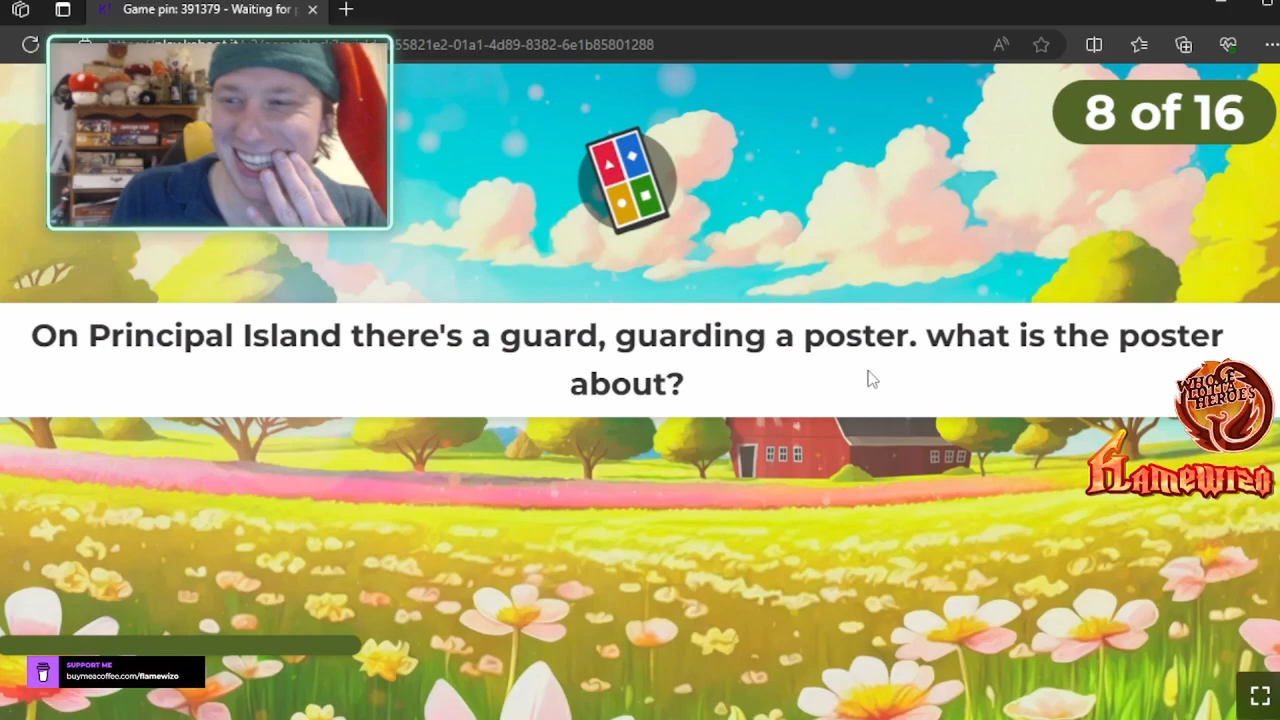 Game pin: 391379 - Waiting for
55821e2-01a1-4d89-8382-6e1b85801288
8 of 16
On Principal Island there's a guard, guarding a poster. what is the poster
about?
WHOLE
LOTTA
HEROES
FLAMEWIZO
SUPPORT ME
buymeacoffee.com/flamewizo